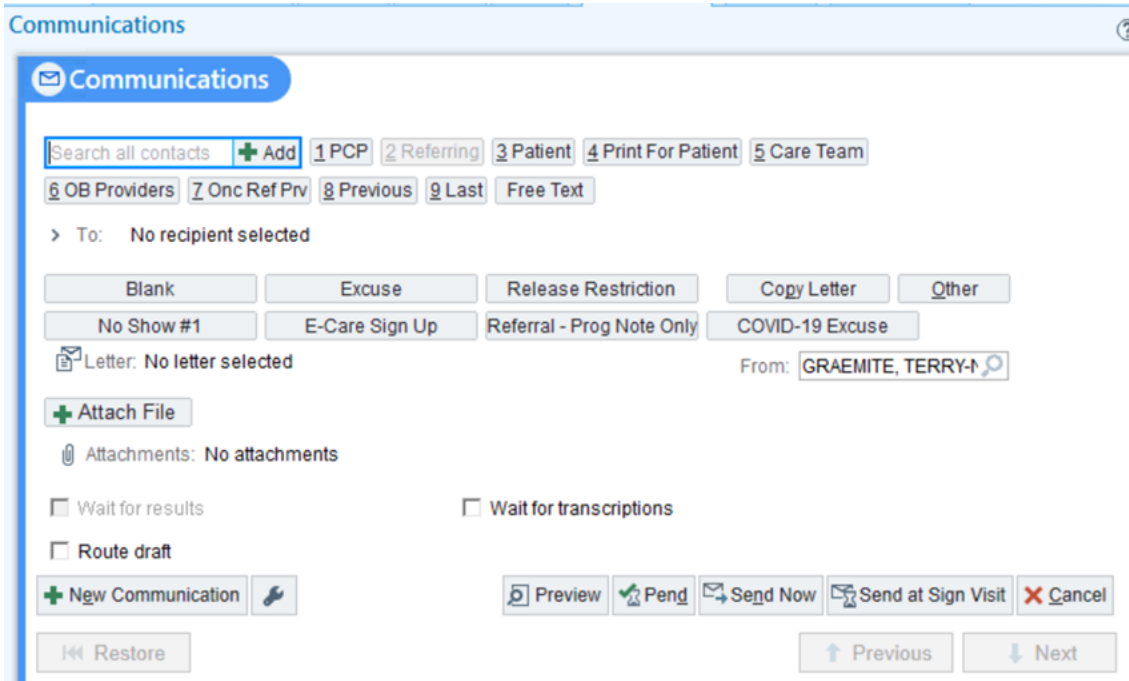 Communications
Communications
Search all contacts Add 1 PCP 2 Referring 3 Patient 4 Print For Patient 5 Care Team
6 OB Providers 7 Onc Ref Prv 8 Previous 9 Last Free Text
To: No recipient selected
Blank Excuse Release Restriction Copy Letter Other
No Show #1 E-Care Sign Up Referral - Prog Note Only COVID-19 Excuse
Letter: No letter selected From: GRAEMITE, TERRY-
Attach File
Attachments: No attachments
Wait for results Wait for transcriptions
Route draft
New Communication Preview Pend Send Now Send at Sign Visit Cancel
Restore Previous Next